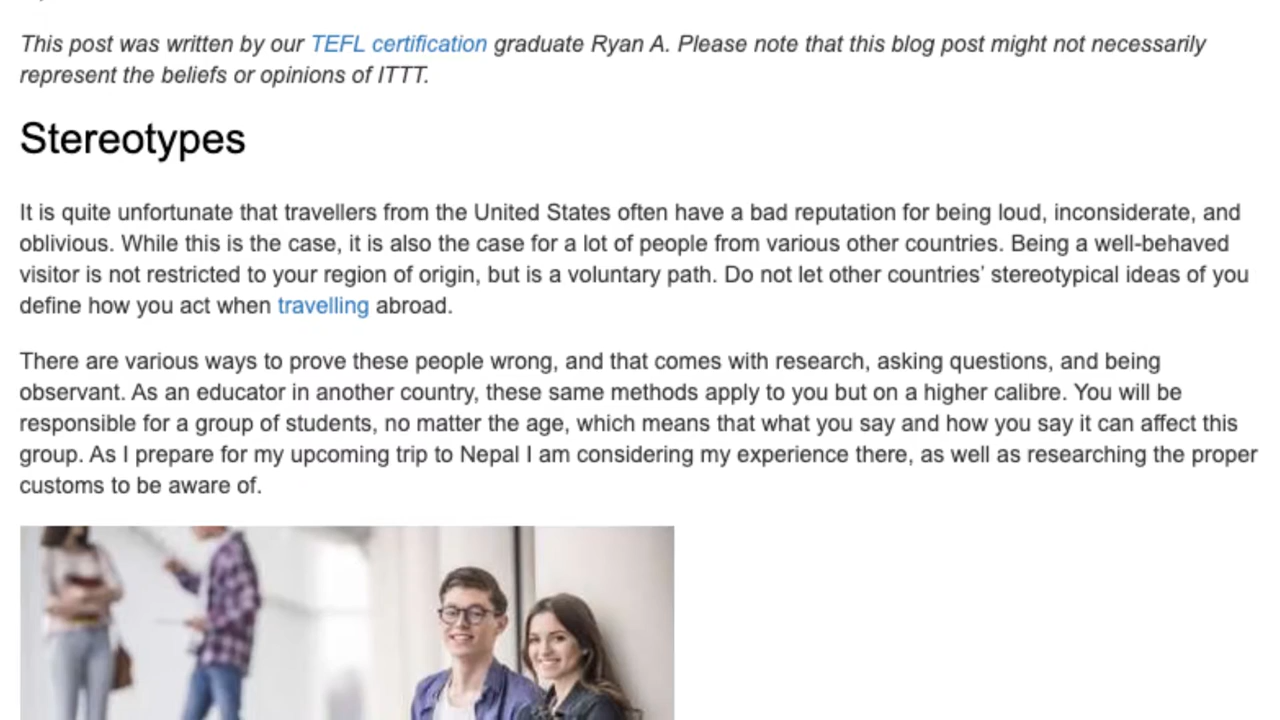 This post was written by our TEFL certification graduate Ryan A. Please note that this blog post might not necessarily
represent the beliefs or opinions of ITTT.
Stereotypes
It is quite unfortunate that travellers from the United States often have a bad reputation for being loud, inconsiderate, and
oblivious. While this is the case, it is also the case for a lot of people from various other countries. Being a well-behaved
visitor is not restricted to your region of origin, but is a voluntary path. Do not let other countries’ stereotypical ideas of you
define how you act when travelling abroad.
There are various ways to prove these people wrong, and that comes with research, asking questions, and being
observant. As an educator in another country, these same methods apply to you but on a higher calibre. You will be
responsible for a group of students, no matter the age, which means that what you say and how you say it can affect this
group. As I prepare for my upcoming trip to Nepal I am considering my experience there, as well as researching the proper
customs to be aware of.